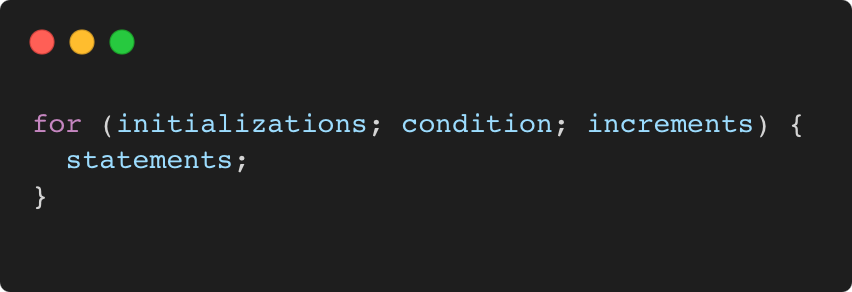 for (initializations; condition; increments) {
  statements;
}